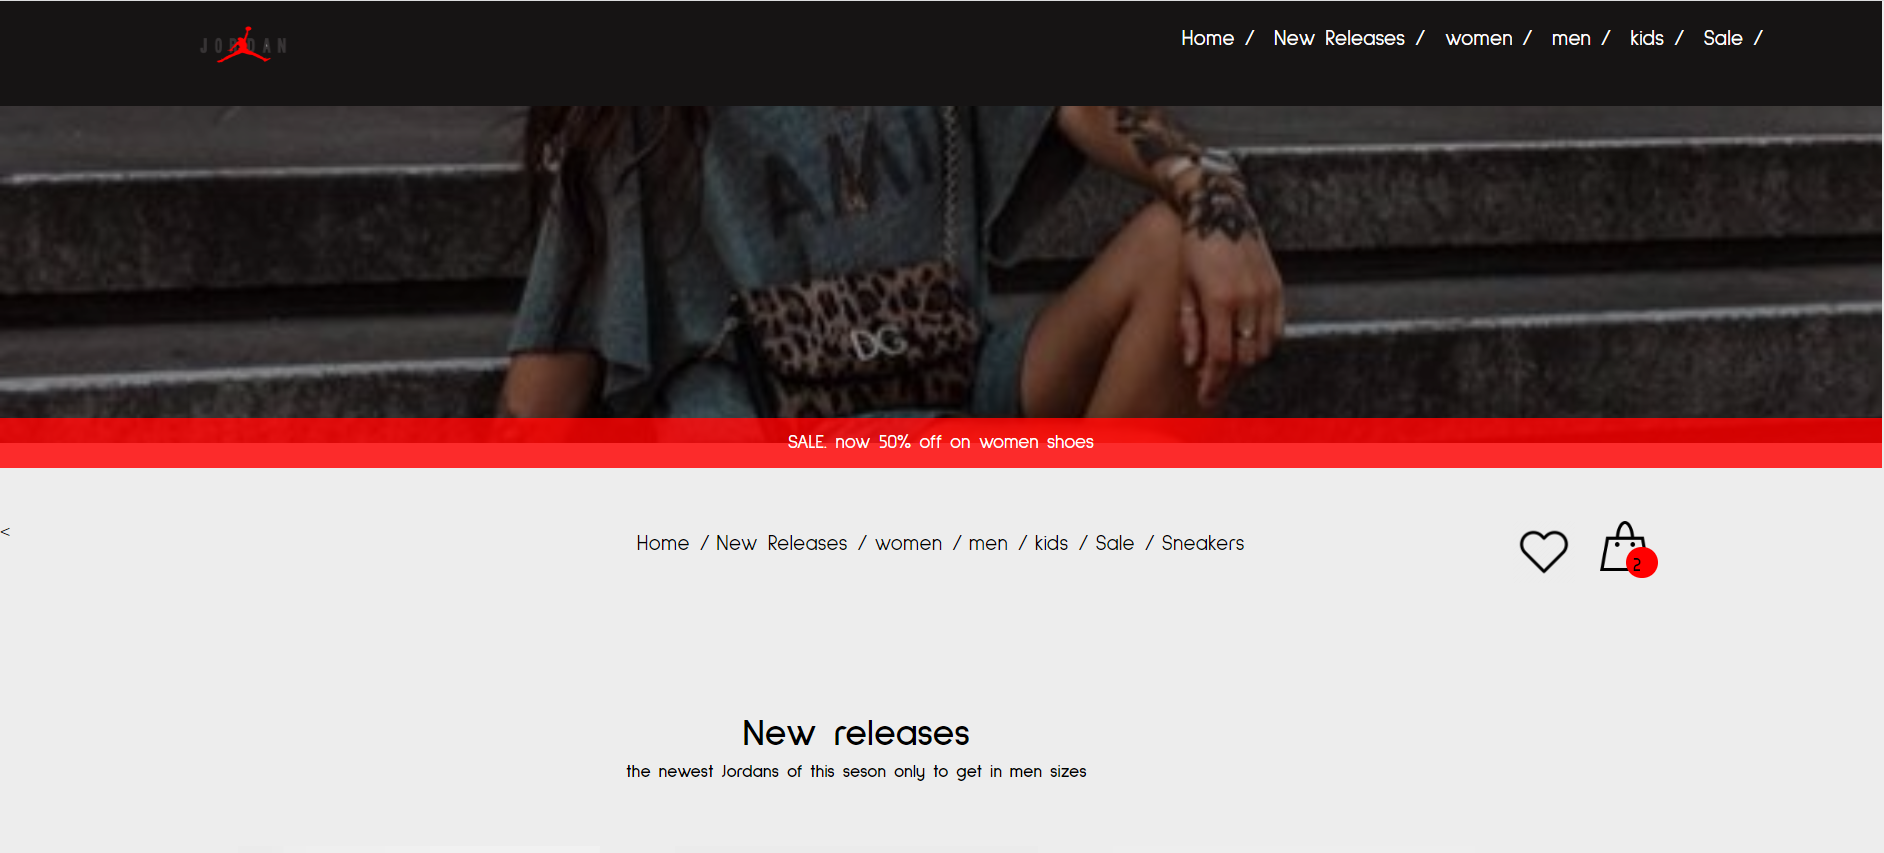 JORDAN
Home / New Releases / women / men / kids / Sale /
AMI
DG
SALE. now 50% off on women shoes
<
Home / New Releases / women / men / kids / Sale / Sneakers
2
New releases
the newest Jordans of this seson only to get in men sizes